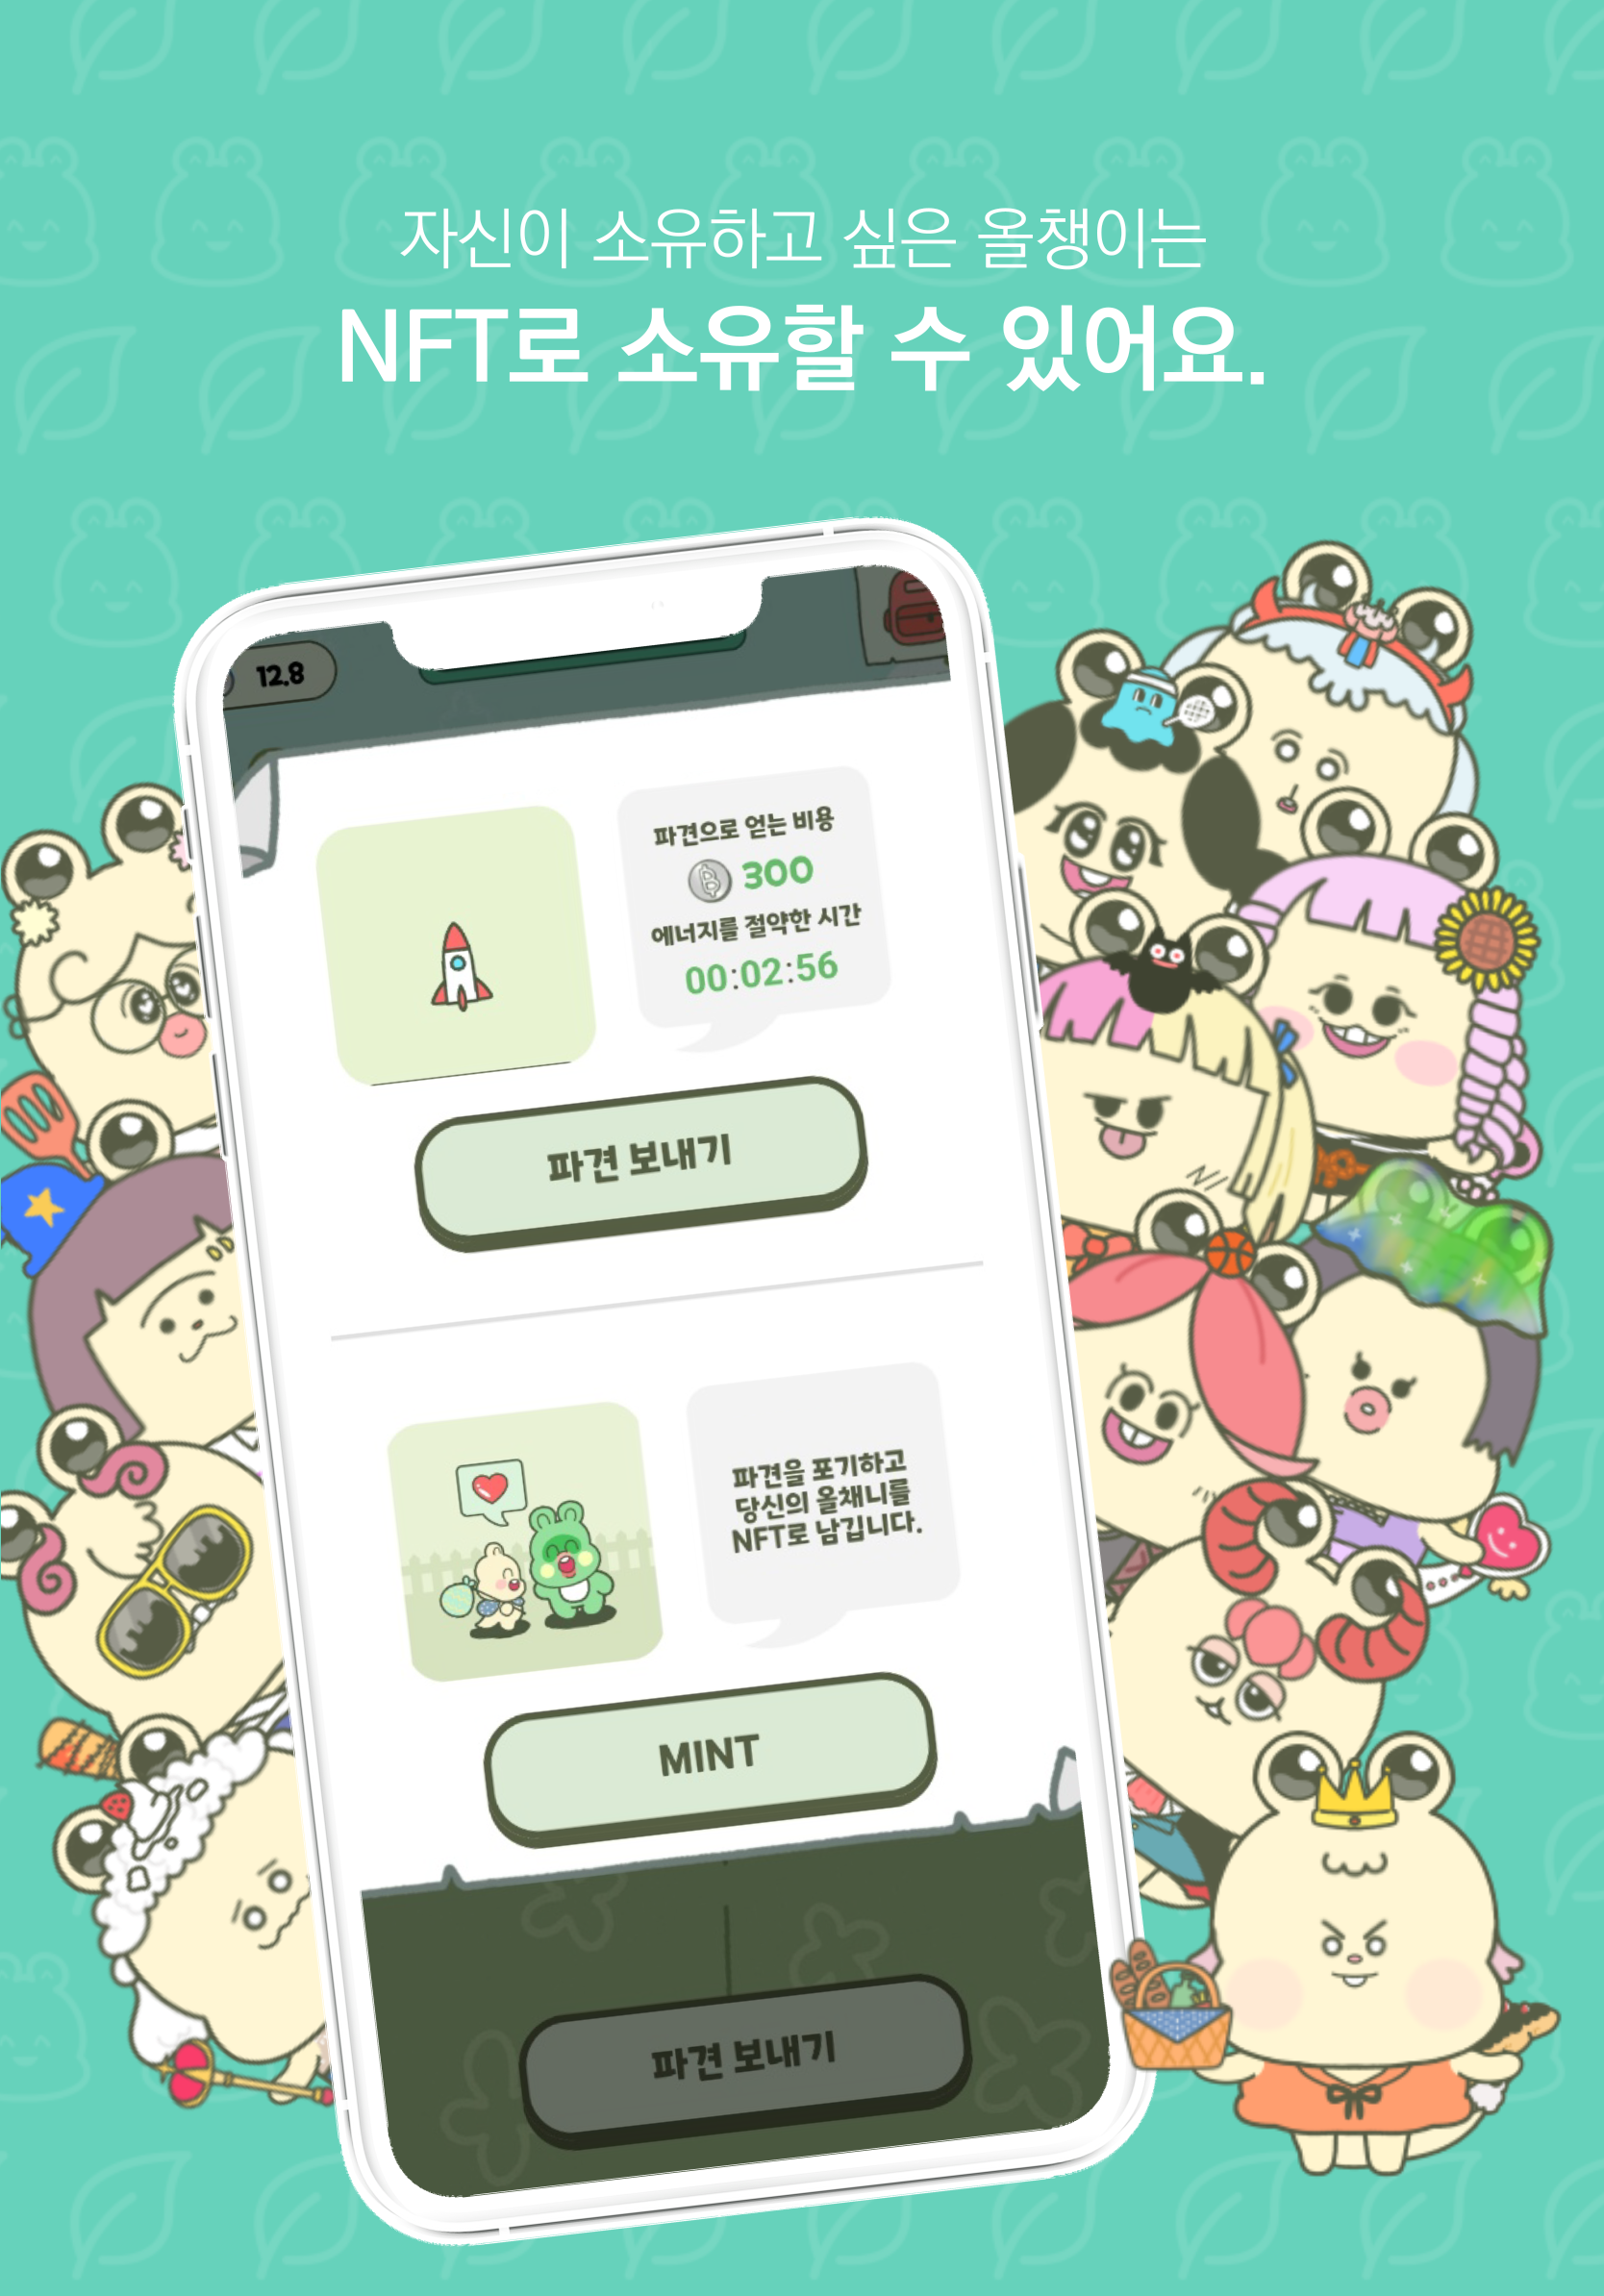 자신이 소유하고 싶은 올챙이는
NFT로 소유할 수 있어요.
12.8
파견으로 얻는 비용
300
에너지를 절약한 시간
00:02:56
파견 보내기
파견을 포기하고
당신의 올채니를
NFT로 남깁니다.
MINT
파견 보내기